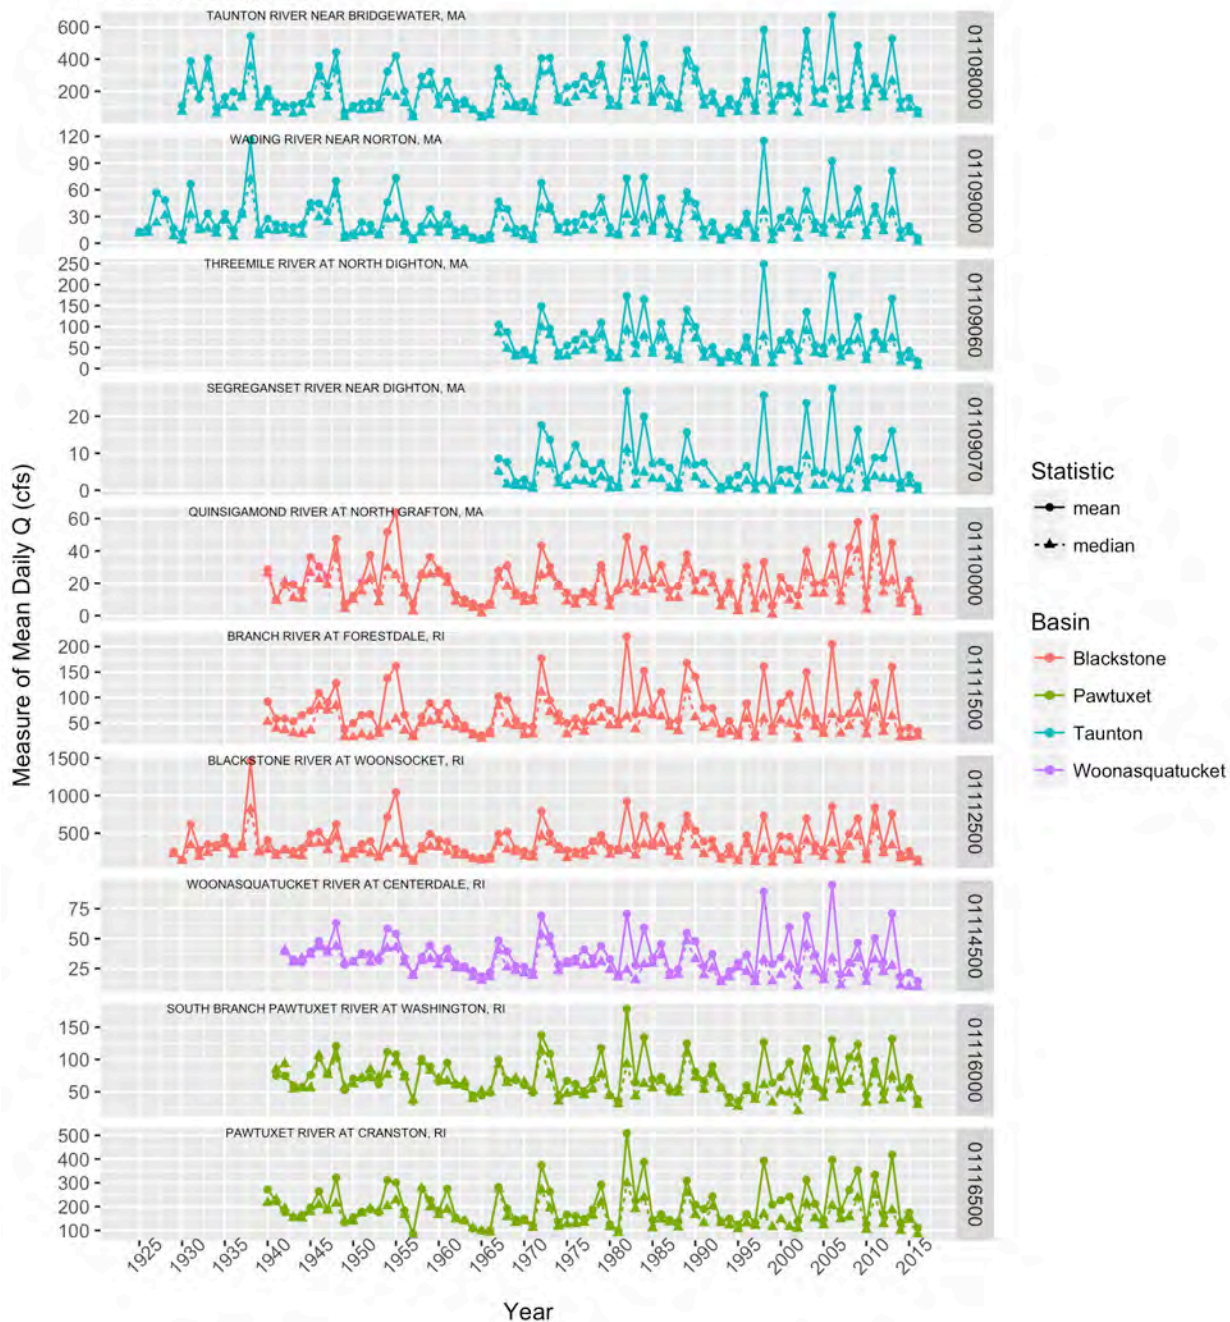 TAUNTON RIVER NEAR BRIDGEWATER, MA
600
400
200
01108000
WADING RIVER NEAR NORTON, MA
120
90
60
30
0
01109000
THREEMILE RIVER AT NORTH DIGHTON, MA
250
200
150
100
50
0
01109060
SEGREGANSET RIVER NEAR DIGHTON, MA
20
10
0
01109070
QUINSIGAMOND RIVER AT NORTH GRAFTON, MA
60
40
20
0
01110000
BRANCH RIVER AT FORESTDALE, RI
200
150
100
50
01111500
BLACKSTONE RIVER AT WOONSOCKET, RI
1500
1000
500
01112500
WOONASQUATUCKET RIVER AT CENTERDALE, RI
75
50
25
01114500
SOUTH BRANCH PAWTUXET RIVER AT WASHINGTON, RI
150
100
50
01116000
PAWTUXET RIVER AT CRANSTON, RI
500
400
300
200
100
01116500
1925 1930 1935 1940 1945 1950 1955 1960 1965 1970 1975 1980 1985 1990 1995 2000 2005 2010 2015
Year
Measure of Mean Daily Q (cfs)
Statistic
mean
median
Basin
Blackstone
Pawtuxet
Taunton
Woonasquatucket